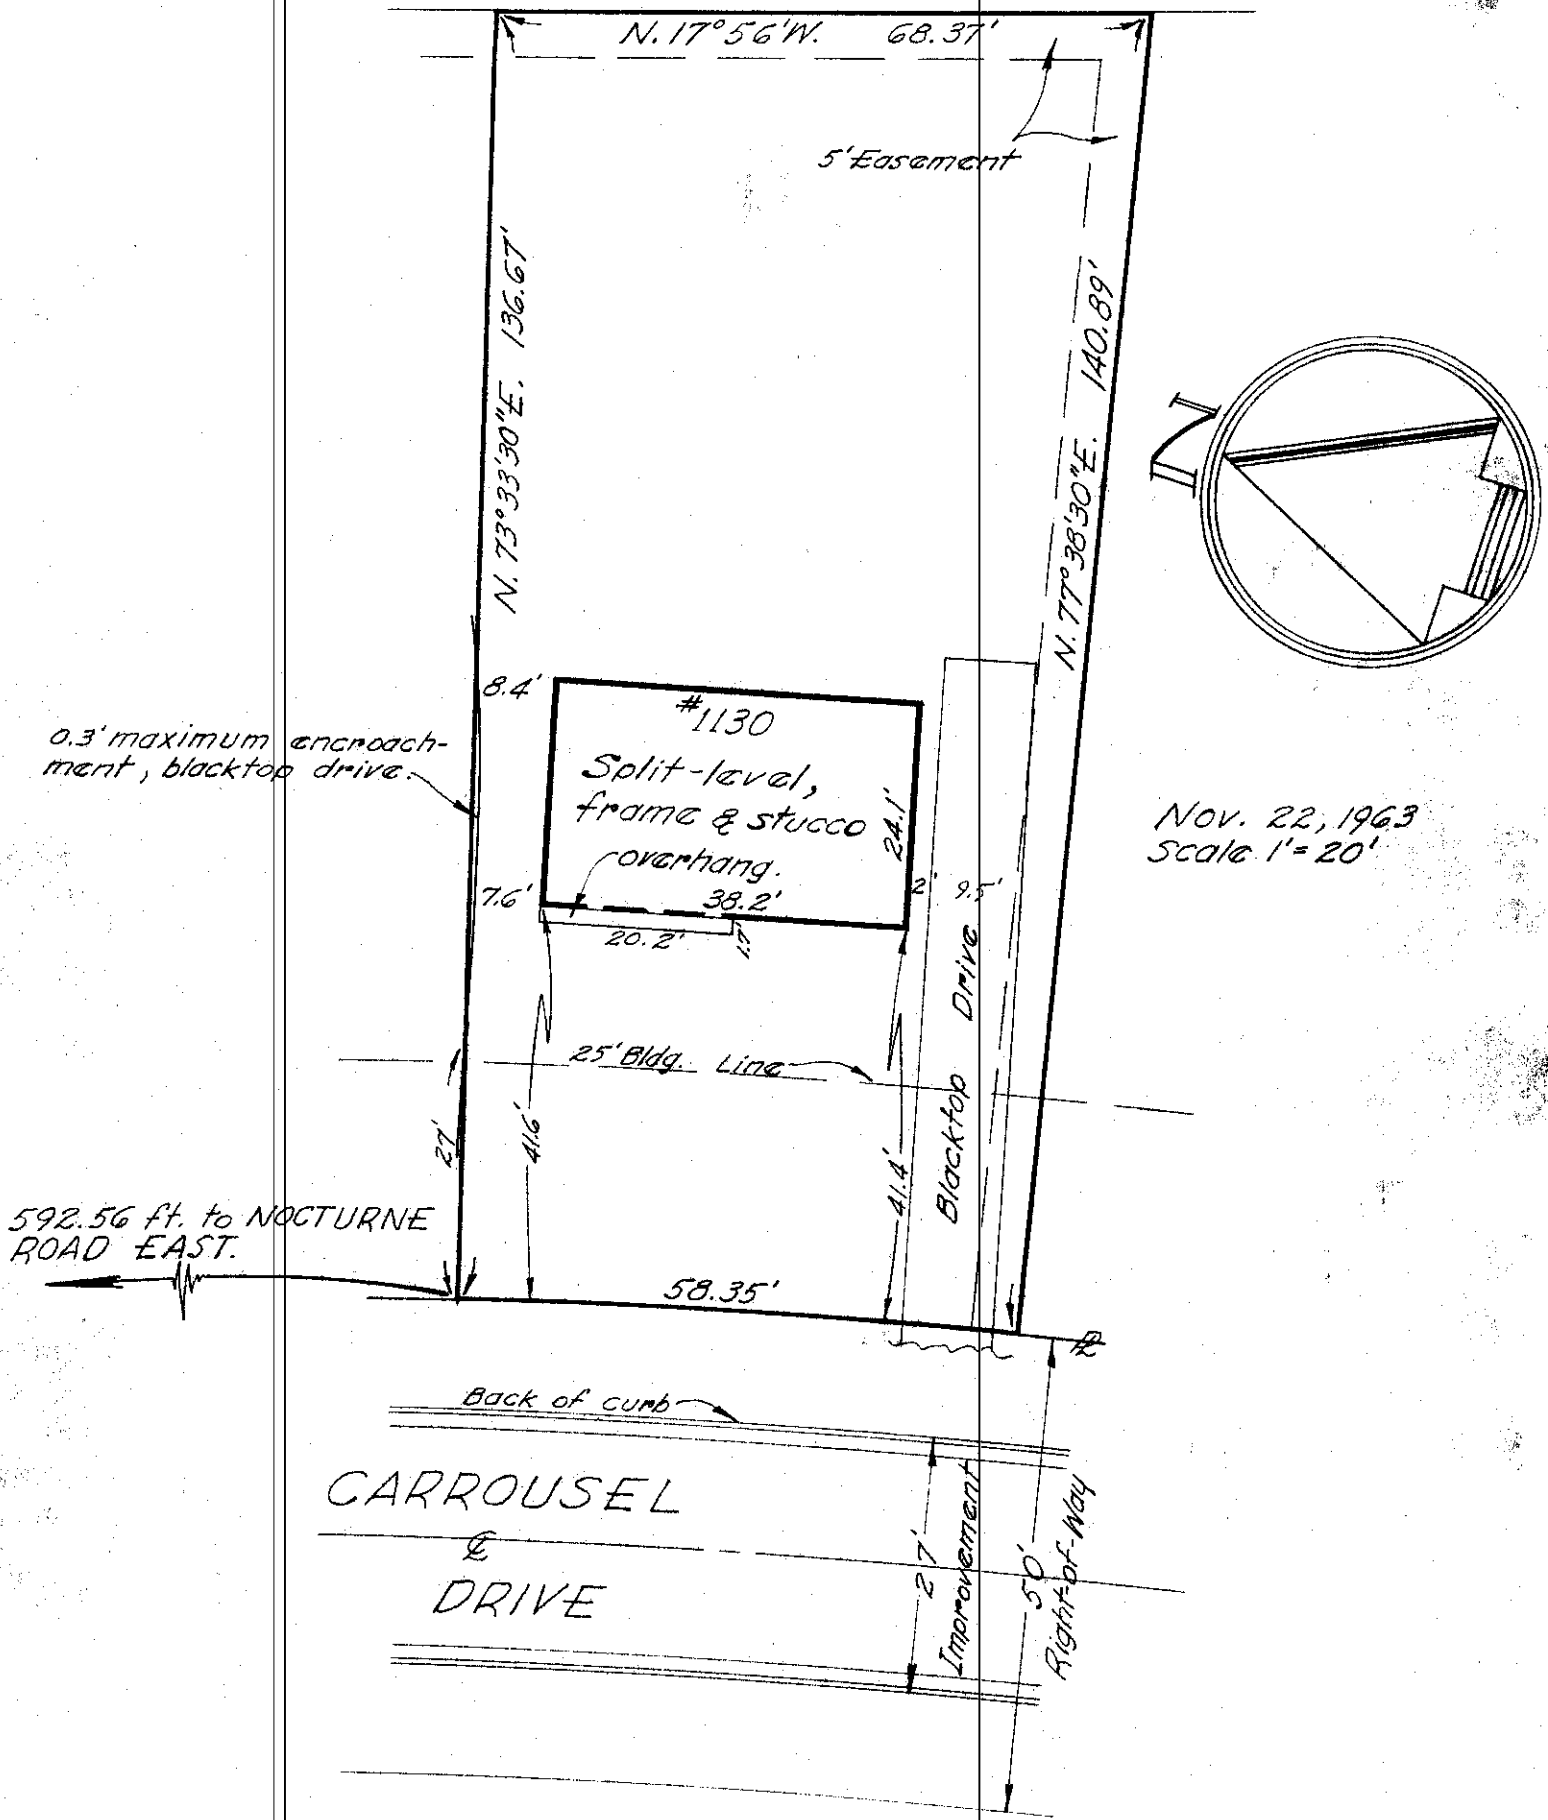 N. 17°56'W. 68.37'
5' Easement
N. 73°33'30"E. 136.67'
N. 77°38'30"E. 140.89'
N
8.4'
#1130
Split-level,
frame & stucco
overhang.
24.1'
0.3' maximum encroach-
ment, blacktop drive.
Nov. 22, 1963
Scale 1"= 20'
7.6'
38.2'
2'
9.5'
20.2'
1.7'
Blacktop Drive
25' Bldg. Line
27'
41.6'
41.4'
592.56 ft. to NOCTURNE
ROAD EAST.
58.35'
PL
Back of curb
CARROUSEL
CL
DRIVE
27'
Improvement
50'
Right-of-Way